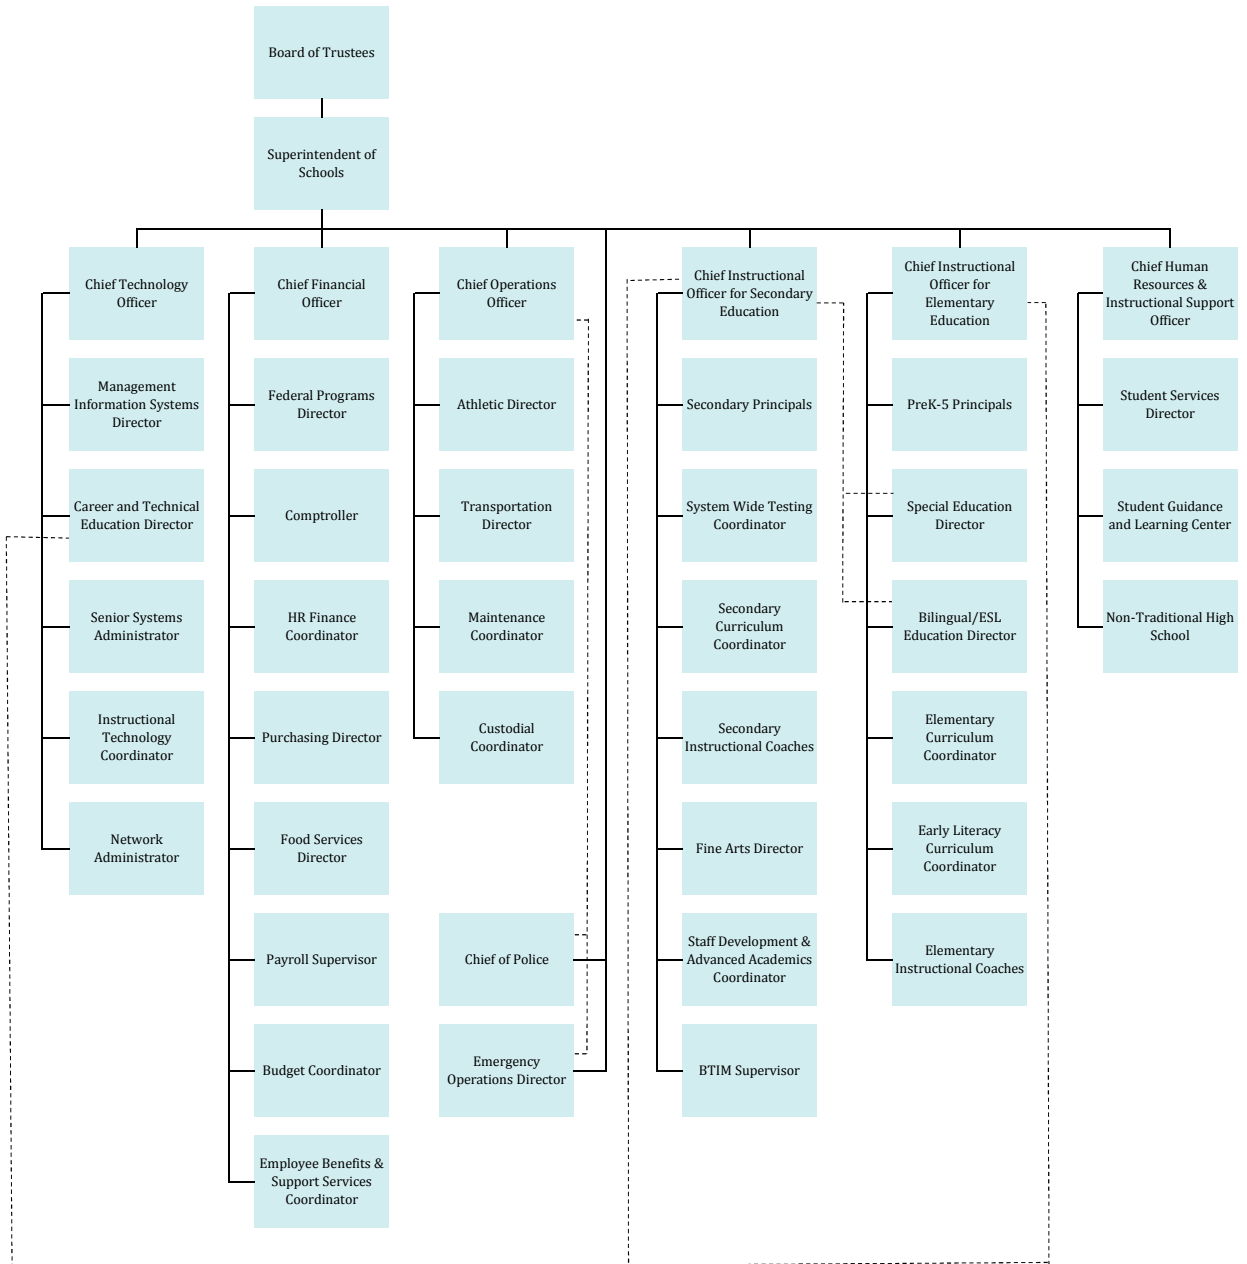 Board of Trustees
Superintendent of
Schools
Chief Technology
Officer
Management
Information Systems
Director
Career and Technical
Education Director
Senior Systems
Administrator
Instructional
Technology
Coordinator
Network
Administrator
Chief Financial
Officer
Federal Programs
Director
Comptroller
HR Finance
Coordinator
Purchasing Director
Food Services
Director
Payroll Supervisor
Budget Coordinator
Employee Benefits &
Support Services
Coordinator
Chief Operations
Officer
Athletic Director
Transportation
Director
Maintenance
Coordinator
Custodial
Coordinator
Chief of Police
Emergency
Operations Director
Chief Instructional
Officer for Secondary
Education
Secondary Principals
System Wide Testing
Coordinator
Secondary
Curriculum
Coordinator
Secondary
Instructional Coaches
Fine Arts Director
Staff Development &
Advanced Academics
Coordinator
BTIM Supervisor
Chief Instructional
Officer for
Elementary
Education
PreK-5 Principals
Special Education
Director
Bilingual/ESL
Education Director
Elementary
Curriculum
Coordinator
Early Literacy
Curriculum
Coordinator
Elementary
Instructional Coaches
Chief Human
Resources &
Instructional Support
Officer
Student Services
Director
Student Guidance
and Learning Center
Non-Traditional High
School